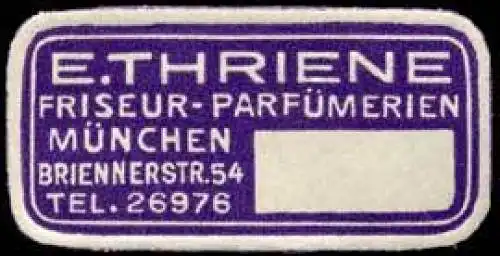 E.THRIENE
FRISEUR-PARFÜMERIEN
MÜNCHEN
BRIENNERSTR.54
TEL. 26976